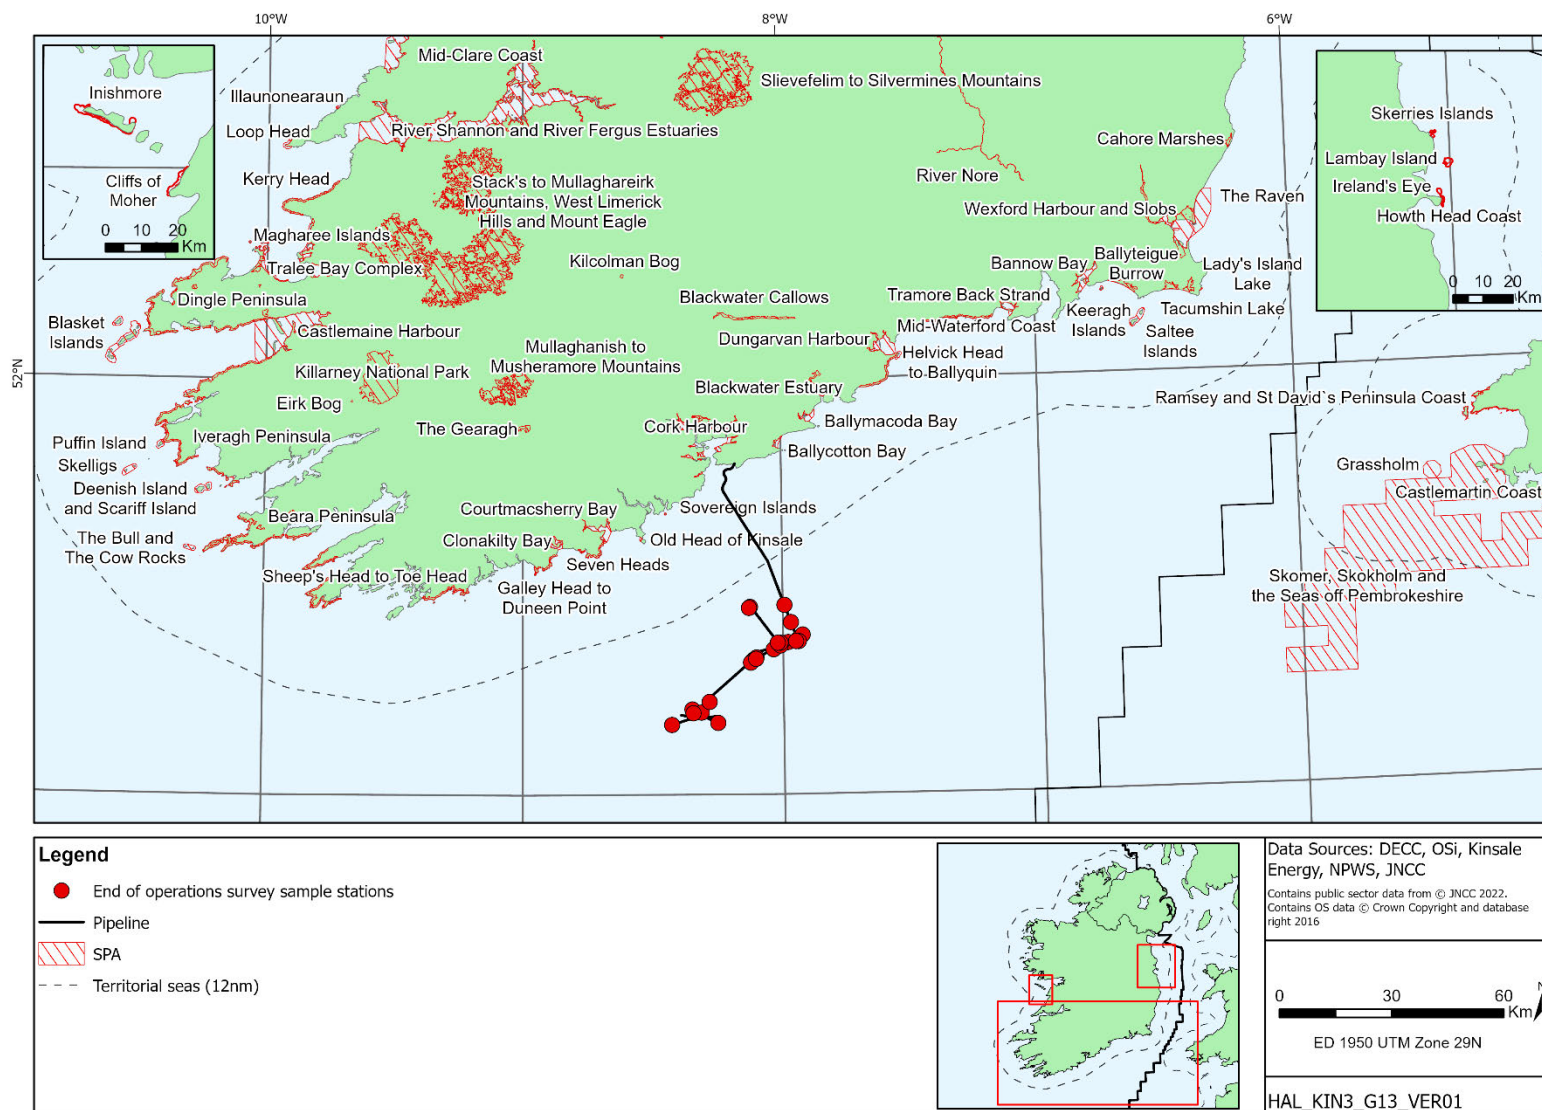 10°W
8°W
6°W
52°N
Inishmore
Cliffs of
Moher
0 10 20
Km
Mid-Clare Coast
Illaunonearaun
Loop Head
River Shannon and River Fergus Estuaries
Slievefelim to Silvermines Mountains
Kerry Head
Stack's to Mullaghareirk
Mountains, West Limerick
Hills and Mount Eagle
River Nore
Cahore Marshes
The Raven
Wexford Harbour and Slobs
Magharee Islands
Tralee Bay Complex
Kilcolman Bog
Bannow Bay
Ballyteigue
Burrow
Lady's Island
Lake
Dingle Peninsula
Blackwater Callows
Tramore Back Strand
Keeragh
Islands
Tacumshin Lake
Saltee
Islands
Blasket
Islands
Castlemaine Harbour
Mid-Waterford Coast
Dungarvan Harbour
Helvick Head
to Ballyquin
Mullaghanish to
Musheramore Mountains
Killarney National Park
Blackwater Estuary
Eirk Bog
Ballymacoda Bay
Puffin Island
Iveragh Peninsula
The Gearagh
Cork Harbour
Ballycotton Bay
Skelligs
Deenish Island
and Scariff Island
Beara Peninsula
Courtmacsherry Bay
Sovereign Islands
The Bull and
The Cow Rocks
Clonakilty Bay
Old Head of Kinsale
Seven Heads
Sheep's Head to Toe Head
Galley Head to
Duneen Point
Skerries Islands
Lambay Island
Ireland's Eye
Howth Head Coast
0 10 20
Km
Ramsey and St David`s Peninsula Coast
Grassholm
Castlemartin Coast
Skomer, Skokholm and
the Seas off Pembrokeshire
Legend
End of operations survey sample stations
Pipeline
SPA
Territorial seas (12nm)
Data Sources: DECC, OSi, Kinsale
Energy, NPWS, JNCC
Contains public sector data from © JNCC 2022.
Contains OS data © Crown Copyright and database
right 2016
N
0 30 60
Km
ED 1950 UTM Zone 29N
HAL_KIN3_G13_VER01